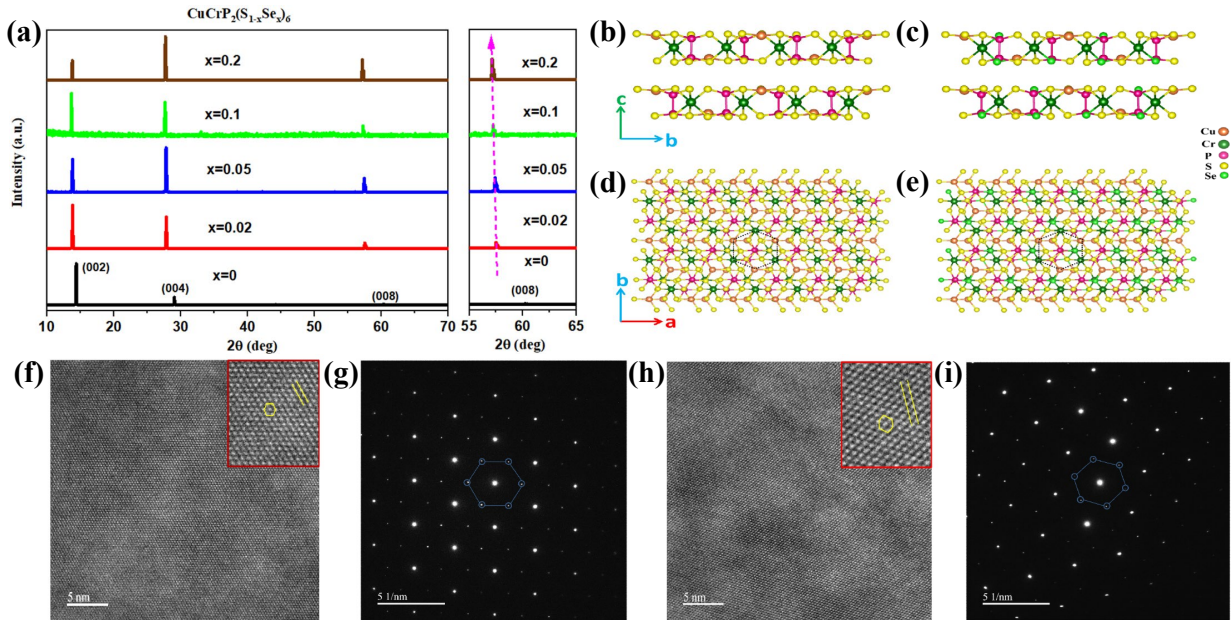 CuCrP₂(S₁₋ₓSeₓ)₆
(a)
Intensity (a.u.)
x=0.2
x=0.1
x=0.05
x=0.02
x=0
(002)
(004)
(008)
10 20 30 40 50 60 70
2θ (deg)
x=0.2
x=0.1
x=0.05
x=0.02
x=0
(008)
55 60 65
2θ (deg)
(b)
c
b
(c)
Cu
Cr
P
S
Se
(d)
b
a
(e)
(f)
5 nm
(g)
5 1/nm
(h)
5 nm
(i)
5 1/nm